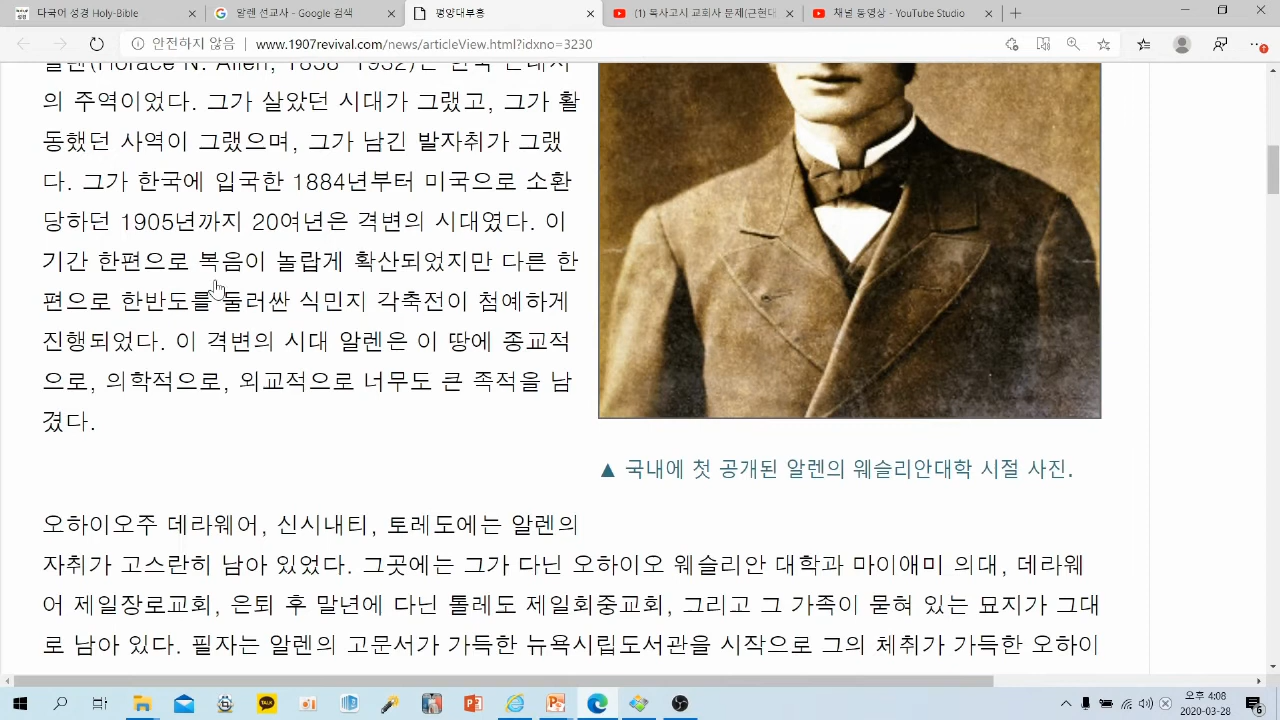 다국어 성경 Holy Bible
알렌 선교사 - Google 검색
평양대부흥
(1) 목사고시 교회사 문제(근현대
채널 동영상 - YouTube Studio
안전하지 않음
www.1907revival.com/news/articleView.html?idxno=3230
알렌(Horace N. Allen, 1858-1932)은 한국 근대사
의 주역이었다. 그가 살았던 시대가 그랬고, 그가 활
동했던 사역이 그랬으며, 그가 남긴 발자취가 그랬
다. 그가 한국에 입국한 1884년부터 미국으로 소환
당하던 1905년까지 20여년은 격변의 시대였다. 이
기간 한편으로 복음이 놀랍게 확산되었지만 다른 한
편으로 한반도를 둘러싼 식민지 각축전이 첨예하게
진행되었다. 이 격변의 시대 알렌은 이 땅에 종교적
으로, 의학적으로, 외교적으로 너무도 큰 족적을 남
겼다.
▲ 국내에 첫 공개된 알렌의 웨슬리안대학 시절 사진.
오하이오주 데라웨어, 신시내티, 토레도에는 알렌의
자취가 고스란히 남아 있었다. 그곳에는 그가 다닌 오하이오 웨슬리안 대학과 마이애미 의대, 데라웨
어 제일장로교회, 은퇴 후 말년에 다닌 톨레도 제일회중교회, 그리고 그 가족이 묻혀 있는 묘지가 그대
로 남아 있다. 필자는 알렌의 고문서가 가득한 뉴욕시립도서관을 시작으로 그의 체취가 가득한 오하이
TALK
오후 4:08
2020-03-28
6